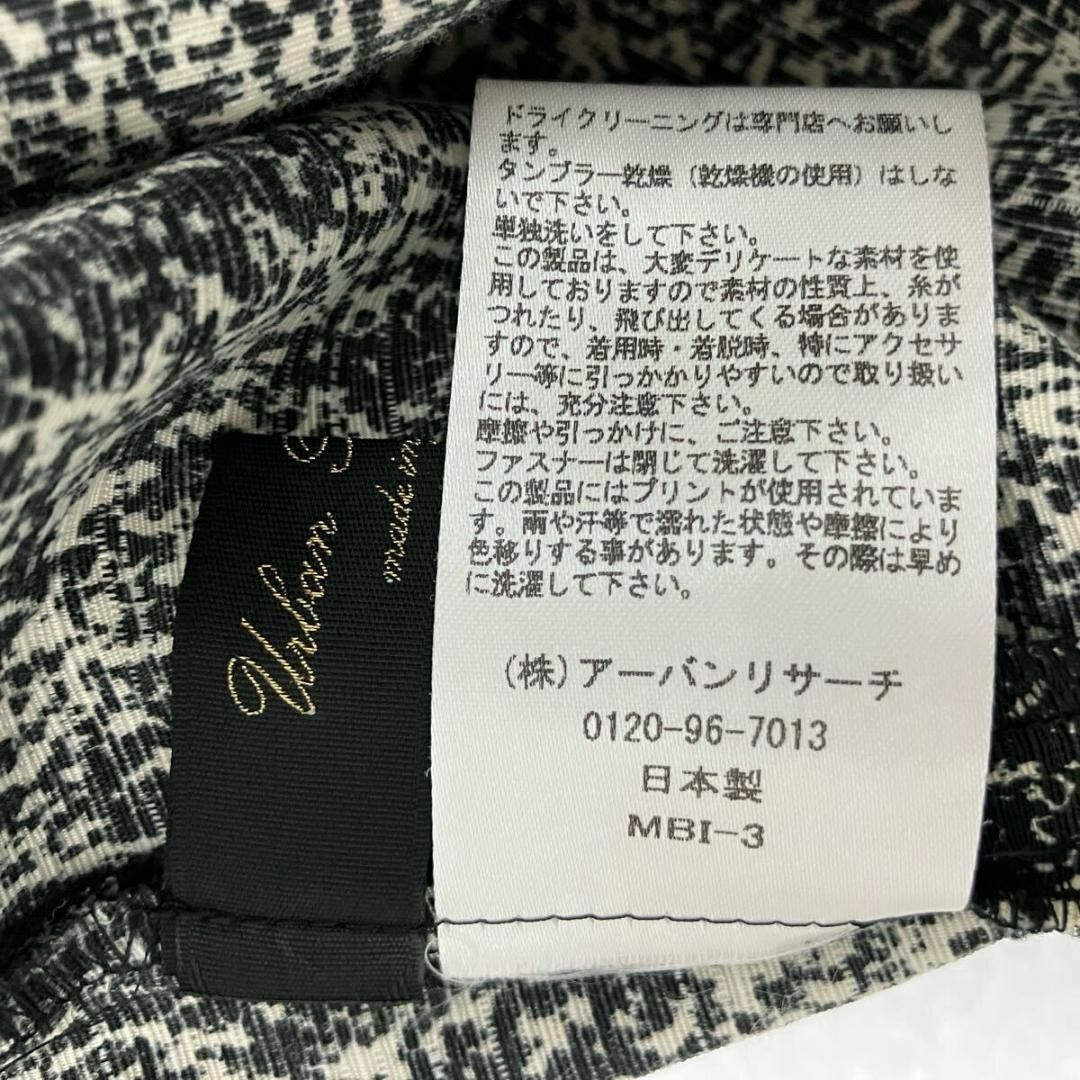 ドライクリーニングは専門店へお願いし
ます。
タンブラー乾燥（乾燥機の使用）はしな
いで下さい。
単独洗いをして下さい。
この製品は、大変デリケートな素材を使
用しておりますので素材の性質上、糸が
つれたり、飛び出してくる場合がありま
すので、着用時・着脱時、特にアクセサ
リー等に引っかかりやすいので取り扱い
には、充分注意下さい。
摩擦や引っかけに、ご注意下さい。
ファスナーは閉じて洗濯して下さい。
この製品にはプリントが使用されていま
す。雨や汗等で濡れた状態や摩擦により
色移りする事があります。その際は早め
に洗濯して下さい。
(株)アーバンリサーチ
0120-96-7013
日本製
MBI-3
Urban
made in